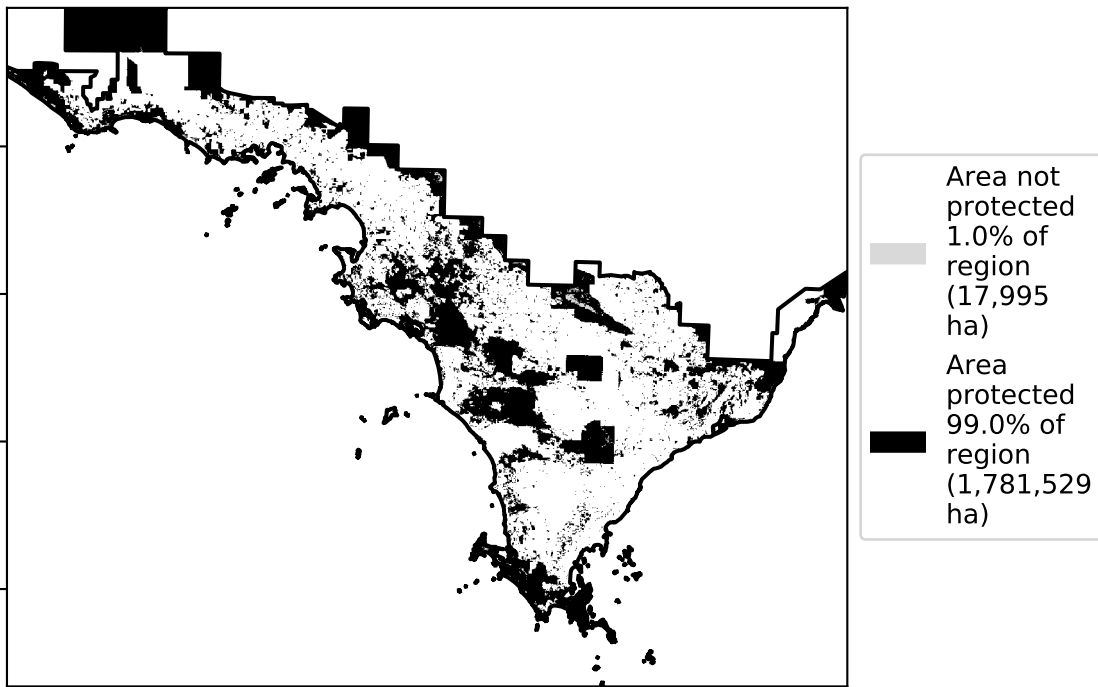 Area not
protected
1.0% of
region
(17,995
ha)
Area
protected
99.0% of
region
(1,781,529
ha)